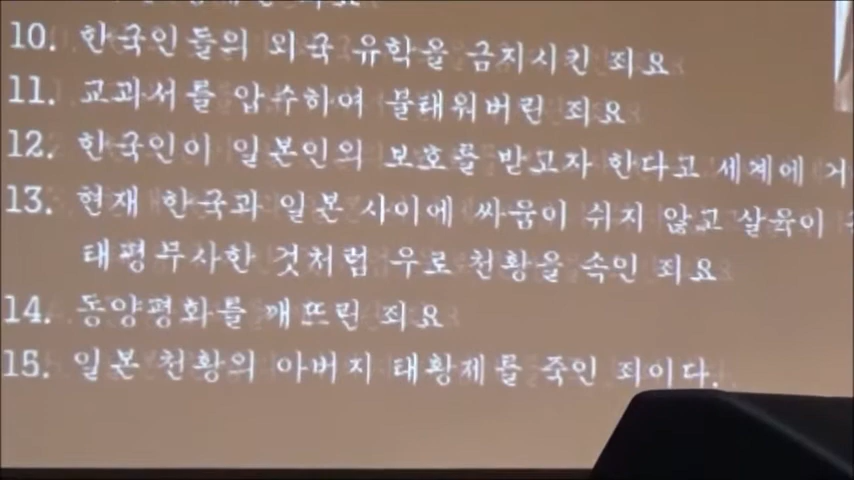 10. 한국인 들의 외국 유학을 금지시킨 죄요
11. 교과서를 압수하여 불태워버린 죄요
12. 한국인이 일본인의 보호를 받고자 한다고 세계에 거
13. 현재 한국과 일본 사이에 싸움이 쉬지 않고 살육이
태평무사한 것처럼 우로 천황을 속인 죄요
14. 동양평화를 깨뜨린 죄요
15. 일본 천황의 아버지 태황제를 죽인 죄이다.